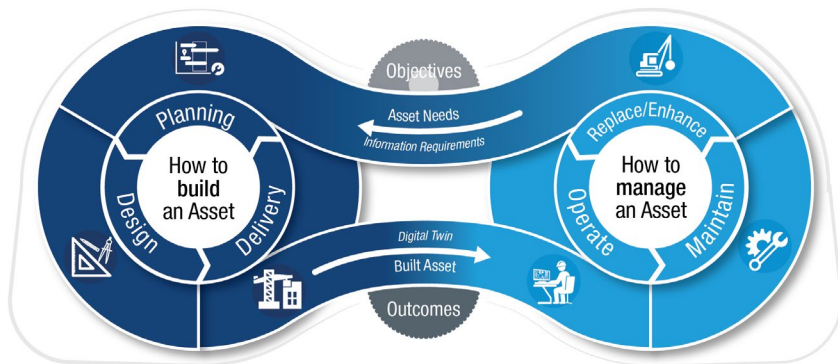 Objectives
Asset Needs
Information Requirements
Planning
Design
Delivery
How to
build
an Asset
Replace/Enhance
Operate
Maintain
How to
manage
an Asset
Digital Twin
Built Asset
Outcomes